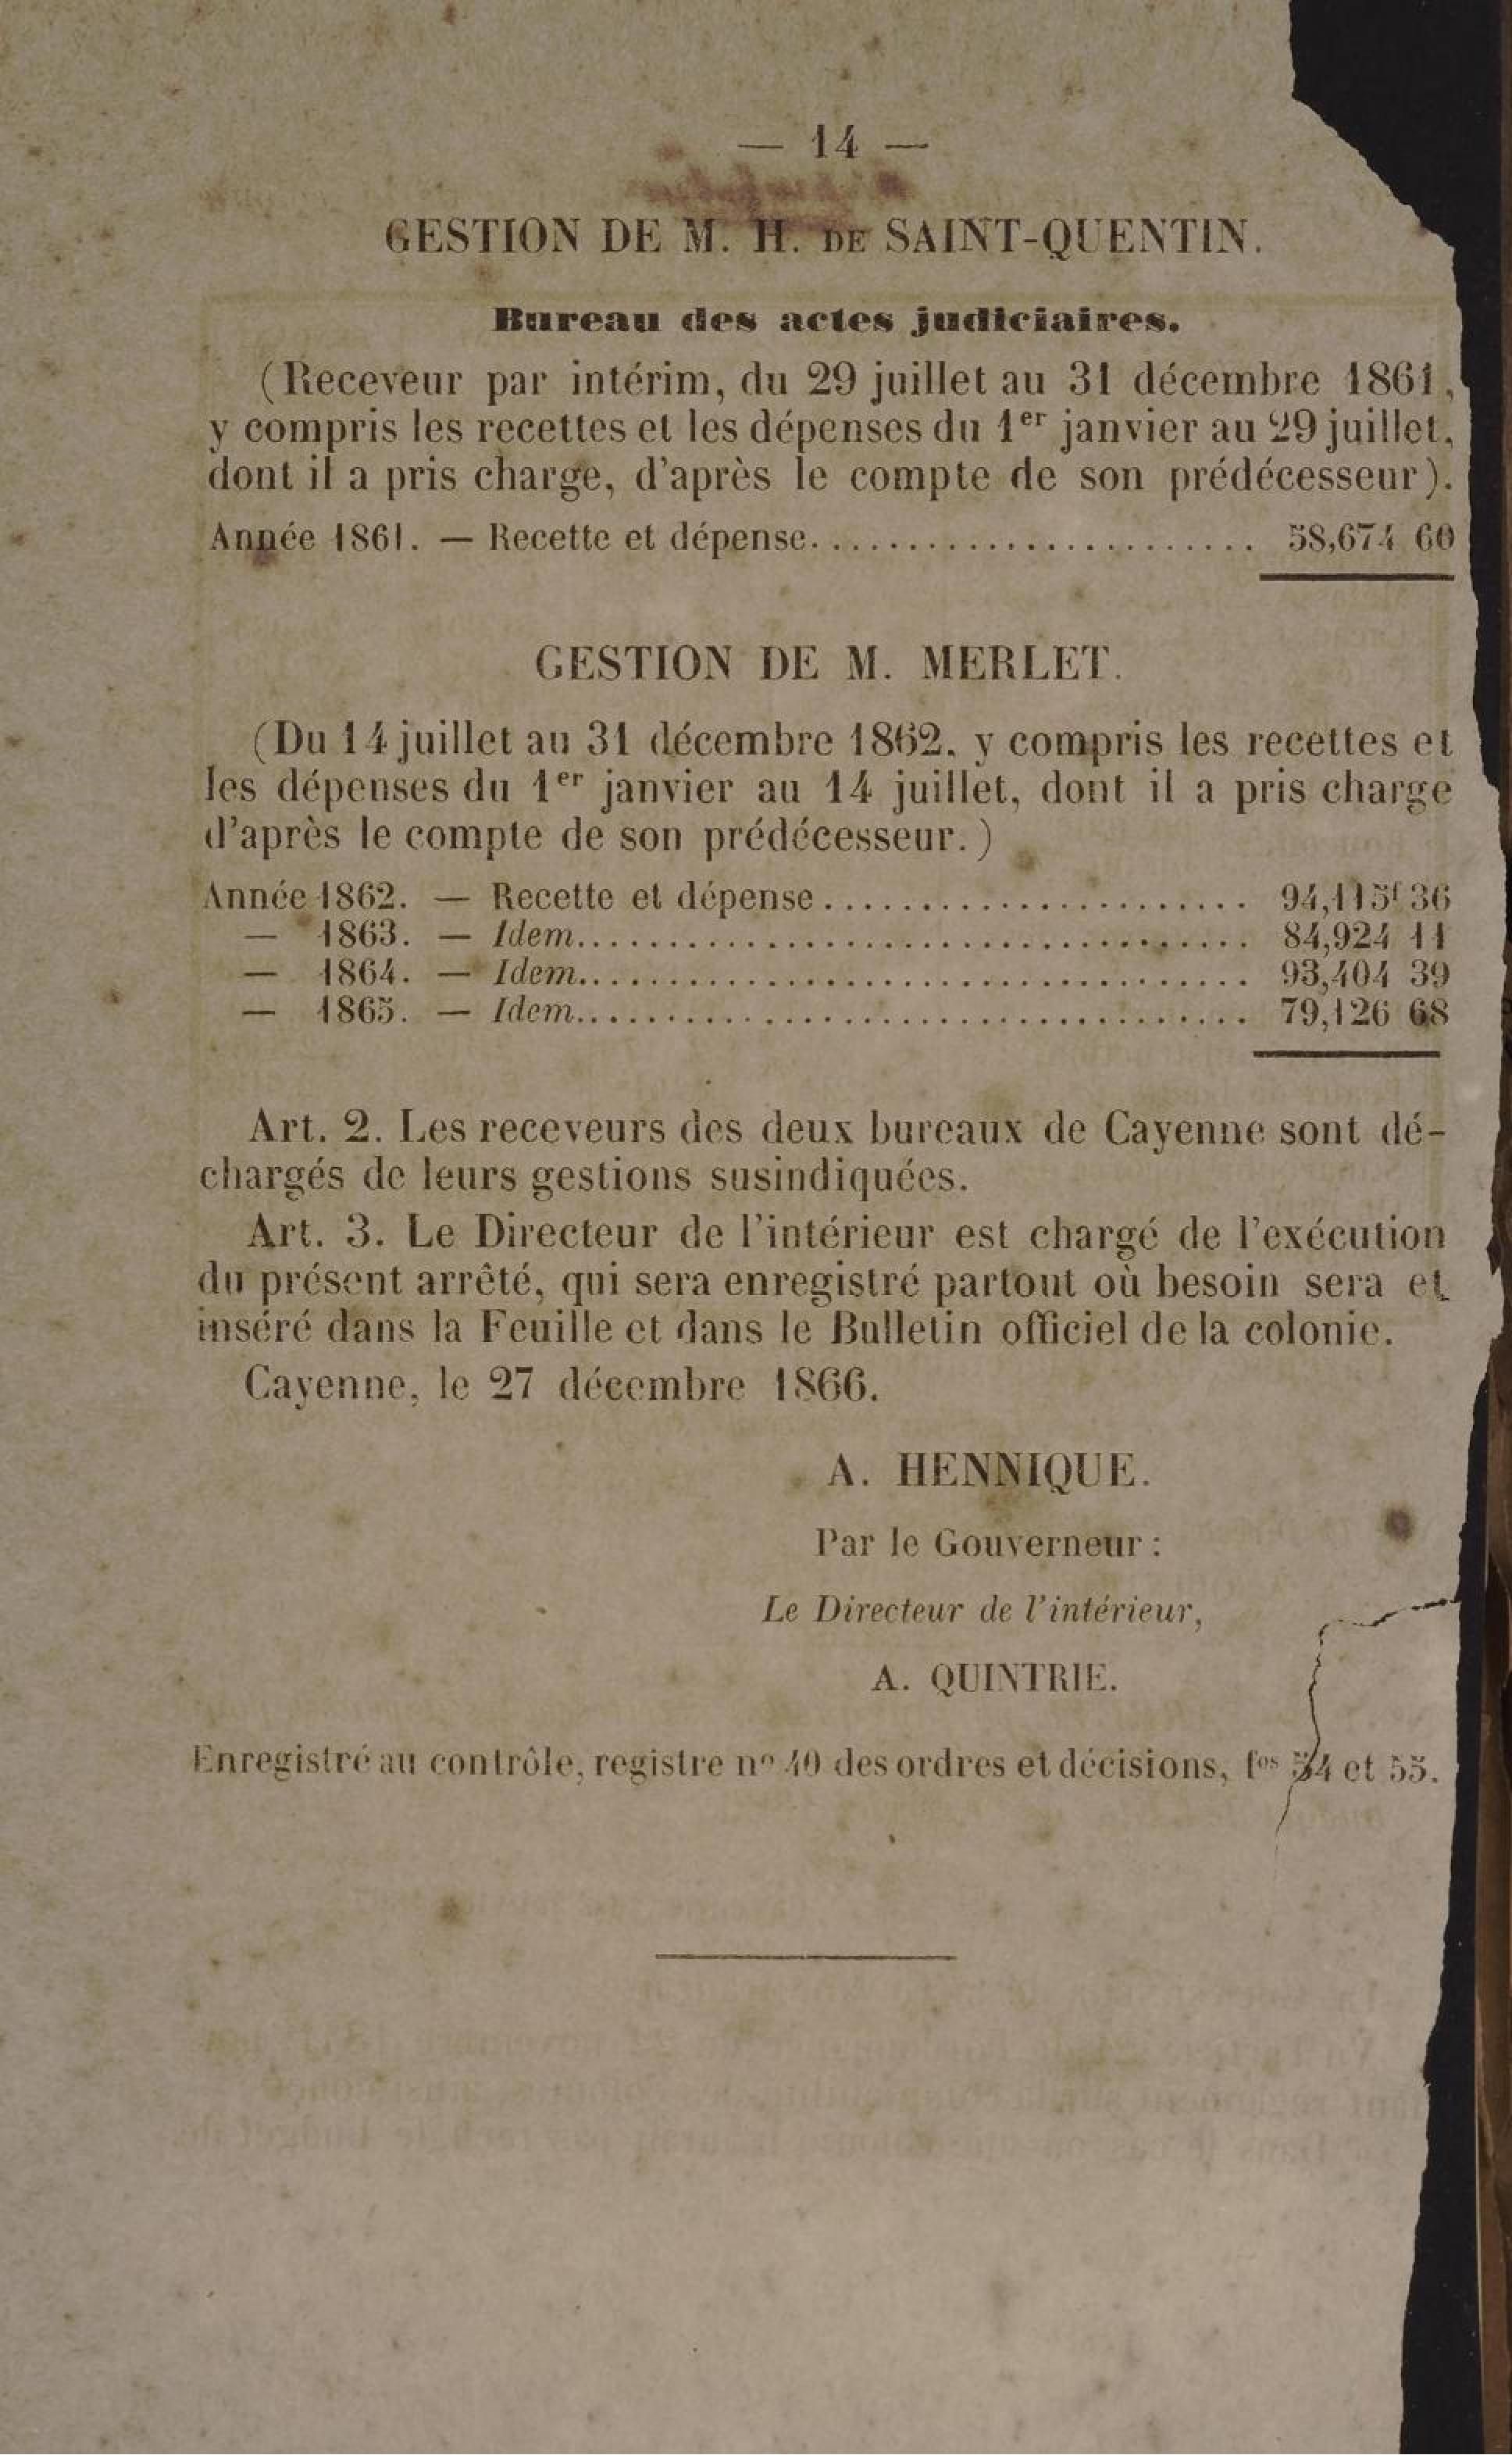 — 14 —
GESTION DE M. H. DE SAINT-QUENTIN.
Bureau des actes judiciaires.
(Receveur par intérim, du 29 juillet au 31 décembre 1861,
y compris les recettes et les dépenses du 1er janvier au 29 juillet,
dont il a pris charge, d'après le compte de son prédécesseur).
Année 1861. — Recette et dépense........................ 58,674 60
GESTION DE M. MERLET.
(Du 14 juillet au 31 décembre 1862, y compris les recettes et
les dépenses du 1er janvier au 14 juillet, dont il a pris charge
d'après le compte de son prédécesseur.)
Année 1862. — Recette et dépense....................... 94,115f 36
— 1863. — Idem.................................... 84,924 11
— 1864. — Idem.................................... 93,404 39
— 1865. — Idem.................................... 79,126 68
Art. 2. Les receveurs des deux bureaux de Cayenne sont dé-
chargés de leurs gestions susindiquées.
Art. 3. Le Directeur de l'intérieur est chargé de l'exécution
du présent arrêté, qui sera enregistré partout où besoin sera et
inséré dans la Feuille et dans le Bulletin officiel de la colonie.
Cayenne, le 27 décembre 1866.
A. HENNIQUE.
Par le Gouverneur :
Le Directeur de l'intérieur,
A. QUINTRIE.
Enregistré au contrôle, registre no 40 des ordres et décisions, fos 54 et 55.